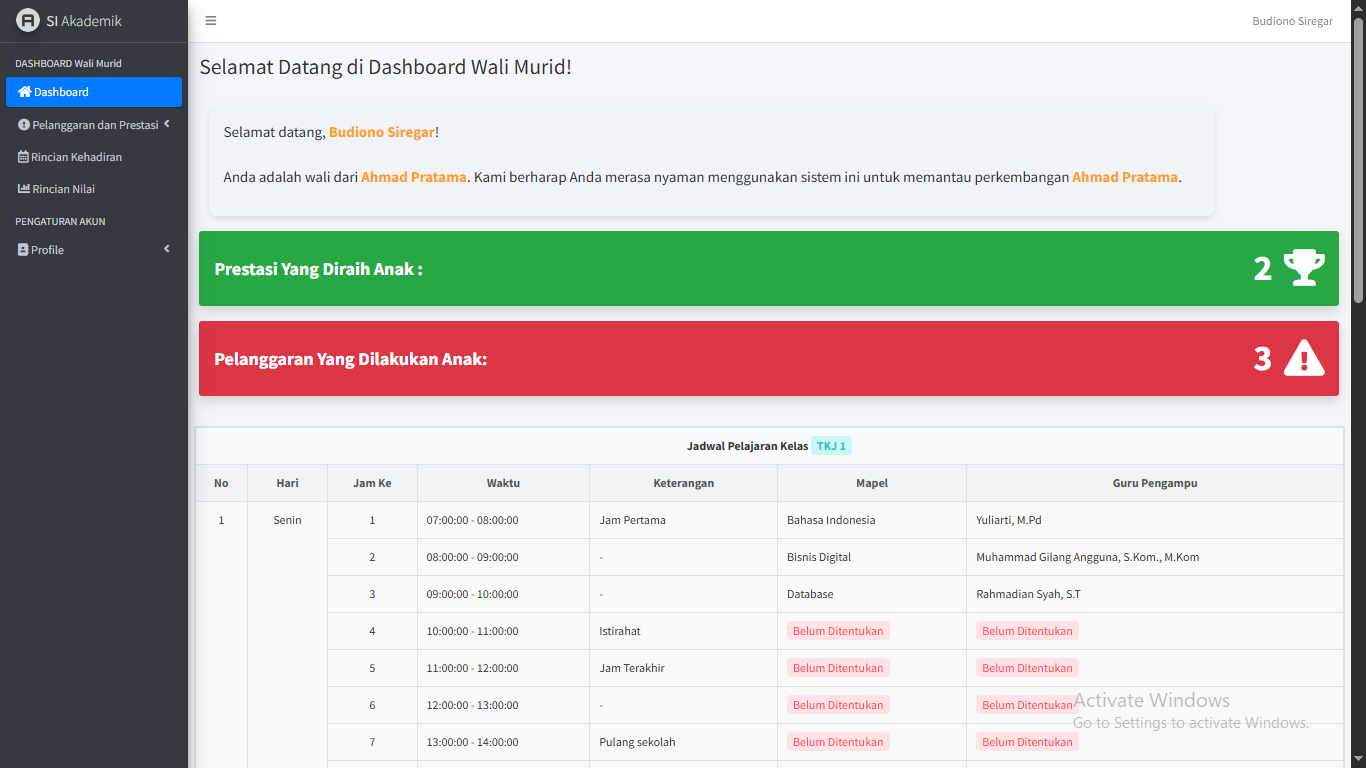 SI Akademik
Budiono Siregar
DASHBOARD Wali Murid
Dashboard
Pelanggaran dan Prestasi
Rincian Kehadiran
Rincian Nilai
PENGATURAN AKUN
Profile
Selamat Datang di Dashboard Wali Murid!
Selamat datang, Budiono Siregar!
Anda adalah wali dari Ahmad Pratama. Kami berharap Anda merasa nyaman menggunakan sistem ini untuk memantau perkembangan Ahmad Pratama.
Prestasi Yang Diraih Anak : 2
Pelanggaran Yang Dilakukan Anak: 3
Jadwal Pelajaran Kelas TKJ 1
No Hari Jam Ke Waktu Keterangan Mapel Guru Pengampu
1 Senin 1 07:00:00 - 08:00:00 Jam Pertama Bahasa Indonesia Yuliarti, M.Pd
2 08:00:00 - 09:00:00 - Bisnis Digital Muhammad Gilang Angguna, S.Kom., M.Kom
3 09:00:00 - 10:00:00 - Database Rahmadian Syah, S.T
4 10:00:00 - 11:00:00 Istirahat Belum Ditentukan Belum Ditentukan
5 11:00:00 - 12:00:00 Jam Terakhir Belum Ditentukan Belum Ditentukan
6 12:00:00 - 13:00:00 - Belum Ditentukan Belum Ditentukan
7 13:00:00 - 14:00:00 Pulang sekolah Belum Ditentukan Belum Ditentukan
Activate Windows
Go to Settings to activate Windows.